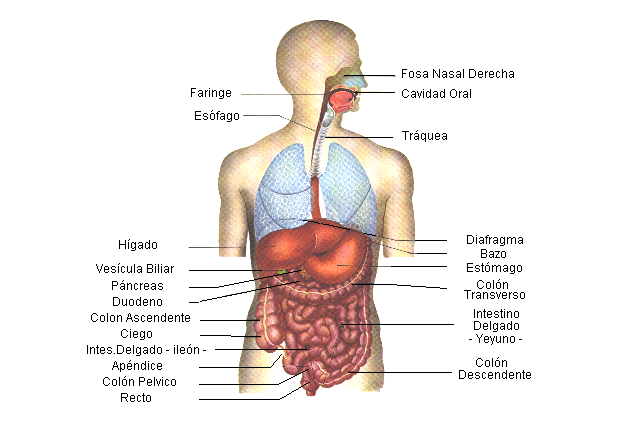 Fosa Nasal Derecha
Faringe
Cavidad Oral
Esófago
Tráquea
Hígado
Vesícula Biliar
Páncreas
Duodeno
Colon Ascendente
Ciego
Intes.Delgado - ileón -
Apéndice
Colón Pelvico
Recto
Diafragma
Bazo
Estómago
Colón
Transverso
Intestino
Delgado
- Yeyuno -
Colón
Descendente